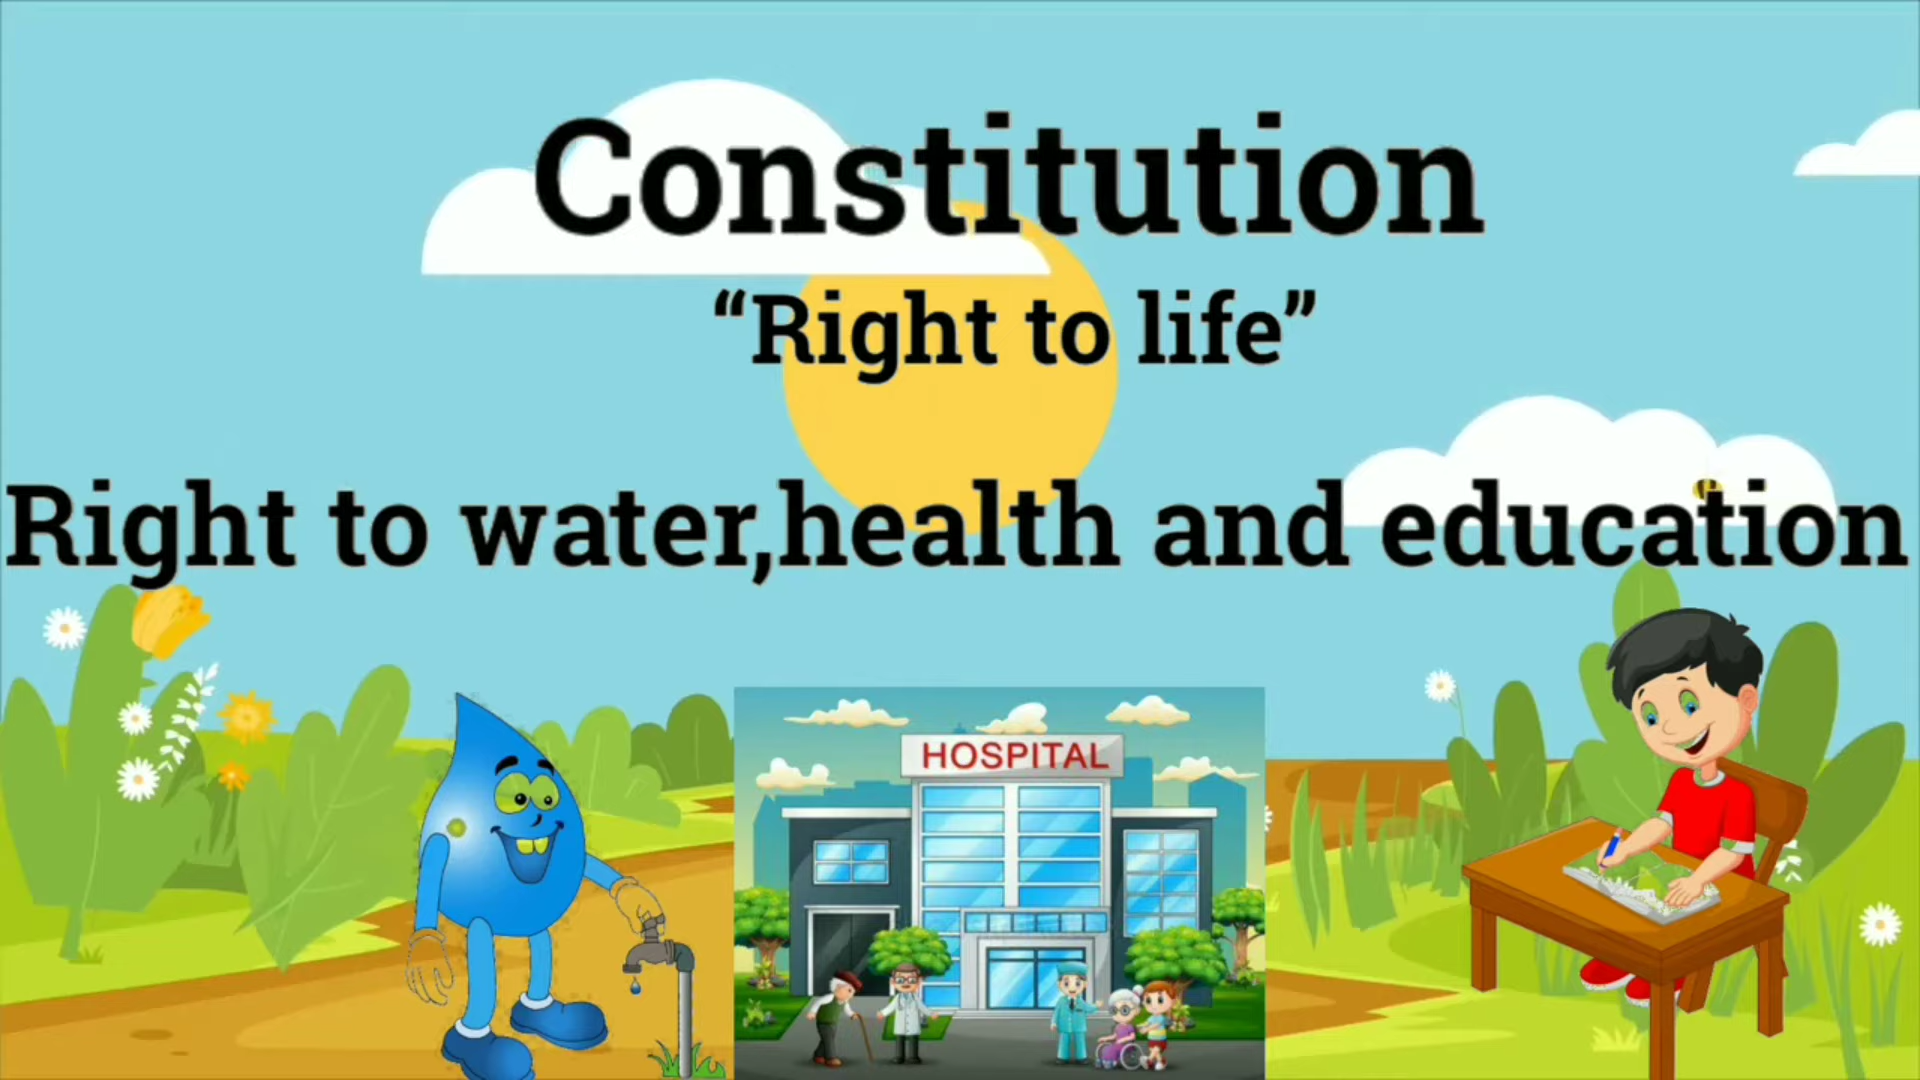 Constitution
“Right to life”
Right to water,health and education
HOSPITAL